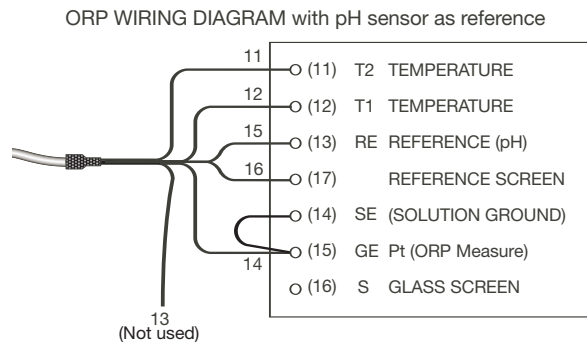 ORP WIRING DIAGRAM with pH sensor as reference
11 (11) T2 TEMPERATURE
12 (12) T1 TEMPERATURE
15 (13) RE REFERENCE (pH)
16 (17) REFERENCE SCREEN
(14) SE (SOLUTION GROUND)
14 (15) GE Pt (ORP Measure)
(16) S GLASS SCREEN
13
(Not used)